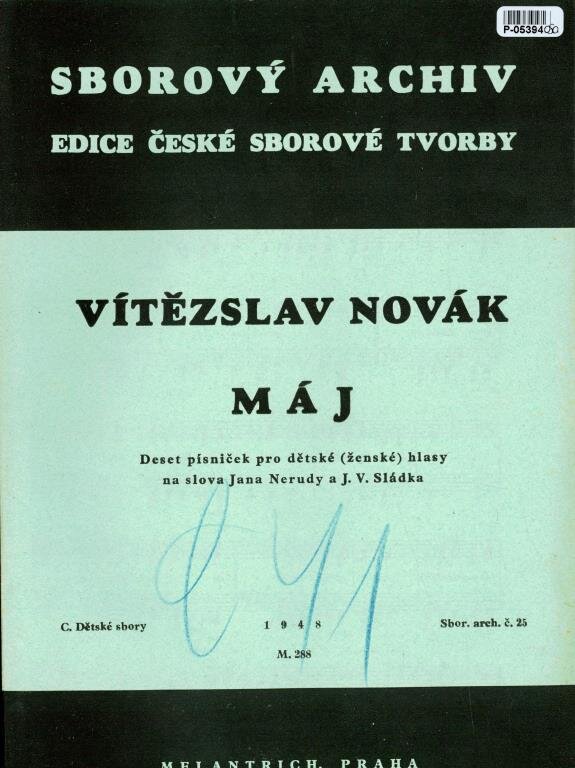 P-05394
SBOROVÝ ARCHIV
EDICE ČESKÉ SBOROVÉ TVORBY
VÍTĚZSLAV NOVÁK
MÁJ
Deset písniček pro dětské (ženské) hlasy
na slova Jana Nerudy a J. V. Sládka
C. Dětské sbory 1948 Sbor. arch. č. 25
M. 288
MELANTRICH, PRAHA